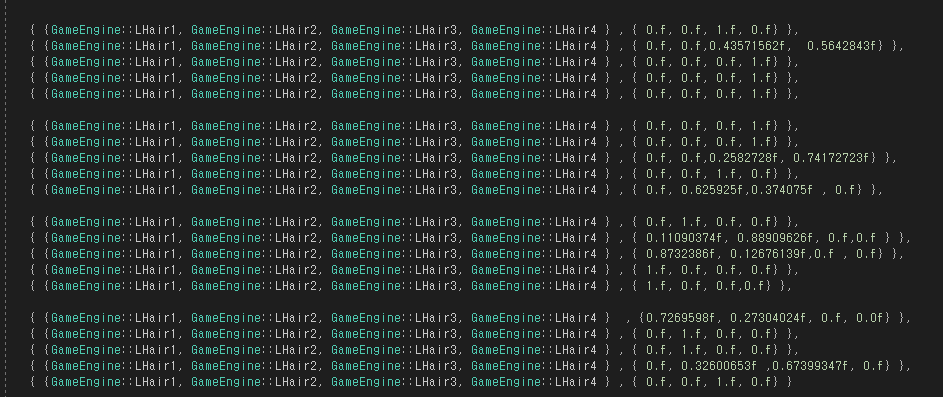 { {GameEngine::LHair1, GameEngine::LHair2, GameEngine::LHair3, GameEngine::LHair4 } , { 0.f, 0.f, 1.f, 0.f} },
{ {GameEngine::LHair1, GameEngine::LHair2, GameEngine::LHair3, GameEngine::LHair4 } , { 0.f, 0.f,0.43571562f,  0.5642843f} },
{ {GameEngine::LHair1, GameEngine::LHair2, GameEngine::LHair3, GameEngine::LHair4 } , { 0.f, 0.f, 0.f, 1.f} },
{ {GameEngine::LHair1, GameEngine::LHair2, GameEngine::LHair3, GameEngine::LHair4 } , { 0.f, 0.f, 0.f, 1.f} },
{ {GameEngine::LHair1, GameEngine::LHair2, GameEngine::LHair3, GameEngine::LHair4 } , { 0.f, 0.f, 0.f, 1.f} },
{ {GameEngine::LHair1, GameEngine::LHair2, GameEngine::LHair3, GameEngine::LHair4 } , { 0.f, 0.f, 0.f, 1.f} },
{ {GameEngine::LHair1, GameEngine::LHair2, GameEngine::LHair3, GameEngine::LHair4 } , { 0.f, 0.f, 0.f, 1.f} },
{ {GameEngine::LHair1, GameEngine::LHair2, GameEngine::LHair3, GameEngine::LHair4 } , { 0.f, 0.f,0.2582728f, 0.74172723f} },
{ {GameEngine::LHair1, GameEngine::LHair2, GameEngine::LHair3, GameEngine::LHair4 } , { 0.f, 0.f, 1.f, 0.f} },
{ {GameEngine::LHair1, GameEngine::LHair2, GameEngine::LHair3, GameEngine::LHair4 } , { 0.f, 0.625925f,0.374075f , 0.f} },
{ {GameEngine::LHair1, GameEngine::LHair2, GameEngine::LHair3, GameEngine::LHair4 } , { 0.f, 1.f, 0.f, 0.f} },
{ {GameEngine::LHair1, GameEngine::LHair2, GameEngine::LHair3, GameEngine::LHair4 } , { 0.11090374f, 0.88909626f, 0.f,0.f } },
{ {GameEngine::LHair1, GameEngine::LHair2, GameEngine::LHair3, GameEngine::LHair4 } , { 0.8732386f, 0.12676139f,0.f , 0.f} },
{ {GameEngine::LHair1, GameEngine::LHair2, GameEngine::LHair3, GameEngine::LHair4 } , { 1.f, 0.f, 0.f, 0.f} },
{ {GameEngine::LHair1, GameEngine::LHair2, GameEngine::LHair3, GameEngine::LHair4 } , { 1.f, 0.f, 0.f,0.f} },
{ {GameEngine::LHair1, GameEngine::LHair2, GameEngine::LHair3, GameEngine::LHair4 }  , {0.7269598f, 0.27304024f, 0.f, 0.0f} },
{ {GameEngine::LHair1, GameEngine::LHair2, GameEngine::LHair3, GameEngine::LHair4 } , { 0.f, 1.f, 0.f, 0.f} },
{ {GameEngine::LHair1, GameEngine::LHair2, GameEngine::LHair3, GameEngine::LHair4 } , { 0.f, 1.f, 0.f, 0.f} },
{ {GameEngine::LHair1, GameEngine::LHair2, GameEngine::LHair3, GameEngine::LHair4 } , { 0.f, 0.32600653f ,0.67399347f, 0.f} },
{ {GameEngine::LHair1, GameEngine::LHair2, GameEngine::LHair3, GameEngine::LHair4 } , { 0.f, 0.f, 1.f, 0.f} }